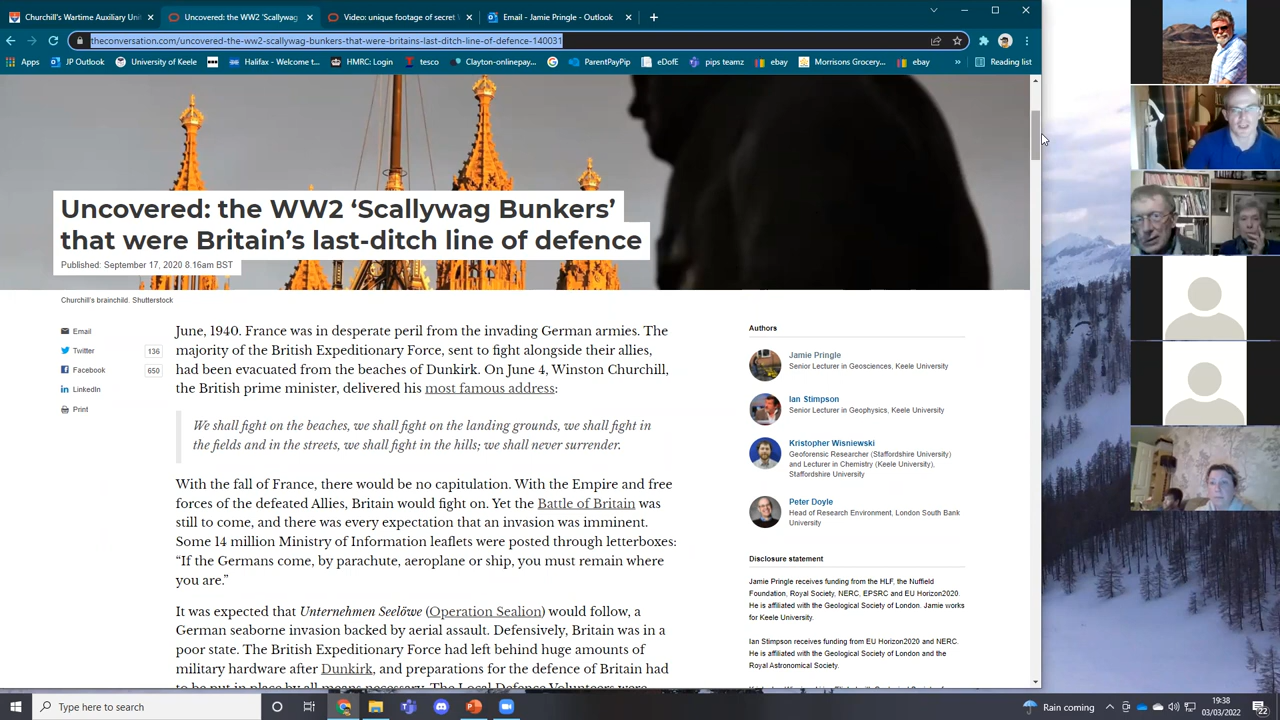 Churchill's Wartime Auxiliary Uni
Uncovered: the WW2 'Scallywag
Video: unique footage of secret
Email - Jamie Pringle - Outlook
theconversation.com/uncovered-the-ww2-scallywag-bunkers-that-were-britains-last-ditch-line-of-defence-140031
Apps JP Outlook University of Keele Halifax - Welcome t... HMRC: Login tesco Clayton-onlinepay... ParentPayPip eDofE pips teamz ebay Morrisons Grocery... ebay » Reading list
Uncovered: the WW2 ‘Scallywag Bunkers’
that were Britain’s last-ditch line of defence
Published: September 17, 2020 8.16am BST
Churchill's brainchild. Shutterstock
Email
Twitter 136
Facebook 650
LinkedIn
Print
June, 1940. France was in desperate peril from the invading German armies. The
majority of the British Expeditionary Force, sent to fight alongside their allies,
had been evacuated from the beaches of Dunkirk. On June 4, Winston Churchill,
the British prime minister, delivered his most famous address:
We shall fight on the beaches, we shall fight on the landing grounds, we shall fight in
the fields and in the streets, we shall fight in the hills; we shall never surrender.
With the fall of France, there would be no capitulation. With the Empire and free
forces of the defeated Allies, Britain would fight on. Yet the Battle of Britain was
still to come, and there was every expectation that an invasion was imminent.
Some 14 million Ministry of Information leaflets were posted through letterboxes:
“If the Germans come, by parachute, aeroplane or ship, you must remain where
you are.”
It was expected that Unternehmen Seelöwe (Operation Sealion) would follow, a
German seaborne invasion backed by aerial assault. Defensively, Britain was in a
poor state. The British Expeditionary Force had left behind huge amounts of
military hardware after Dunkirk, and preparations for the defence of Britain had
to be put in place by all means necessary. The Local Defence Volunteers were
Authors
Jamie Pringle
Senior Lecturer in Geosciences, Keele University
Ian Stimpson
Senior Lecturer in Geophysics, Keele University
Kristopher Wisniewski
Geoforensic Researcher (Staffordshire University)
and Lecturer in Chemistry (Keele University),
Staffordshire University
Peter Doyle
Head of Research Environment, London South Bank
University
Disclosure statement
Jamie Pringle receives funding from the HLF, the Nuffield
Foundation, Royal Society, NERC, EPSRC and EU Horizon2020.
He is affiliated with the Geological Society of London. Jamie works
for Keele University.
Ian Stimpson receives funding from EU Horizon2020 and NERC.
He is affiliated with the Geological Society of London and the
Royal Astronomical Society.
Type here to search
Raining now
19:38
03/03/2022
22